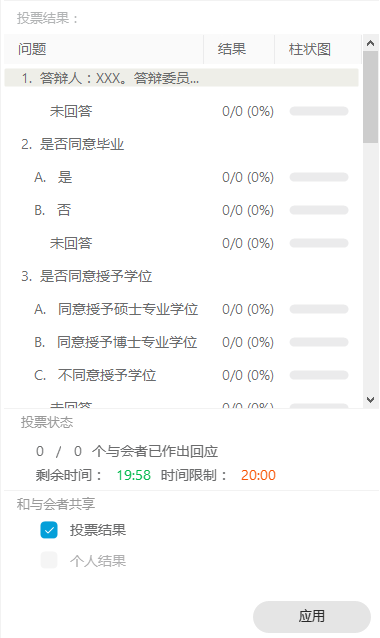 投票结果：
问题 结果 柱状图
1. 答辩人：XXX。答辩委员...
未回答 0/0 (0%)
2. 是否同意毕业
A. 是 0/0 (0%)
B. 否 0/0 (0%)
未回答 0/0 (0%)
3. 是否同意授予学位
A. 同意授予硕士专业学位 0/0 (0%)
B. 同意授予博士专业学位 0/0 (0%)
C. 不同意授予学位 0/0 (0%)
未回答 0/0 (0%)
投票状态
0 / 0 个与会者已作出回应
剩余时间： 19:58 时间限制： 20:00
和与会者共享
投票结果
个人结果
应用